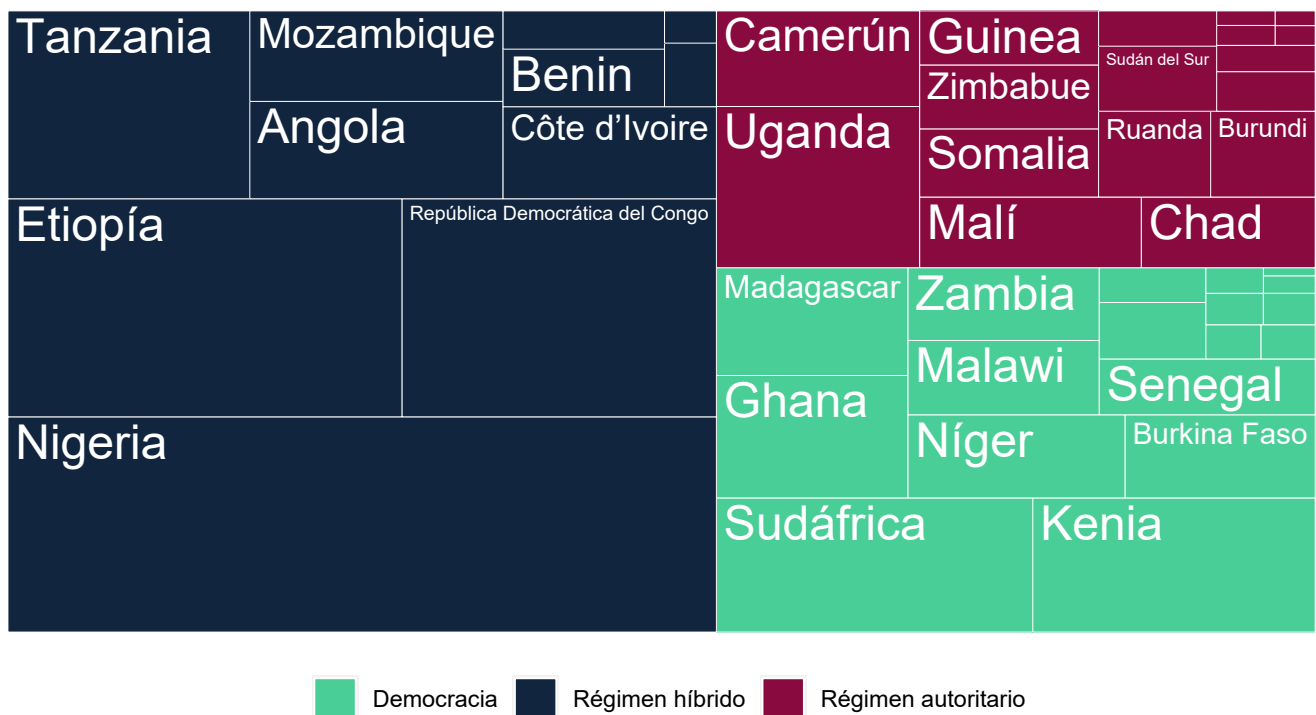 Tanzania
Mozambique
Benin
Angola
Côte d’Ivoire
Etiopía
República Democrática del Congo
Nigeria
Camerún
Guinea
Sudán del Sur
Zimbabue
Uganda
Somalia
Ruanda
Burundi
Malí
Chad
Madagascar
Zambia
Malawi
Senegal
Ghana
Níger
Burkina Faso
Sudáfrica
Kenia
Democracia
Régimen híbrido
Régimen autoritario